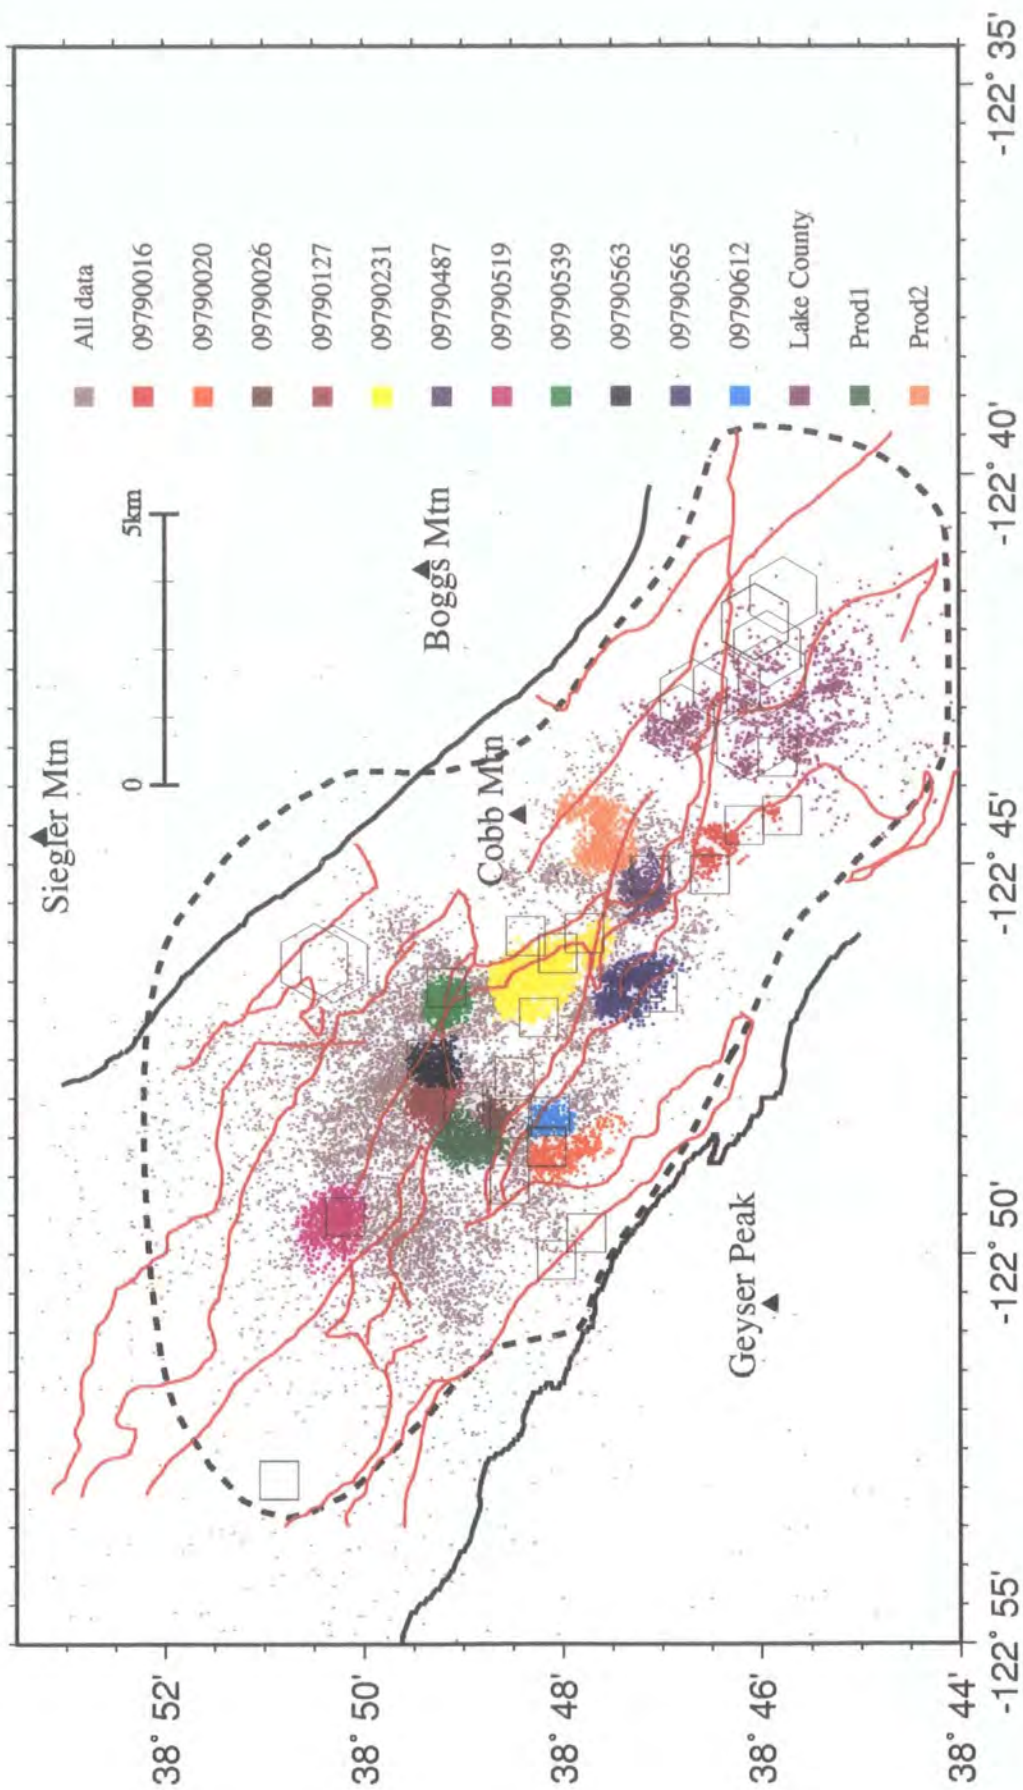 Siegler Mtn
0
5km
Boggs Mtn
Cobb Mtn
Geyser Peak
All data
09790016
09790020
09790026
09790127
09790231
09790487
09790519
09790539
09790563
09790565
09790612
Lake County
Prod1
Prod2
38° 52'
38° 50'
38° 48'
38° 46'
38° 44'
-122° 55'
-122° 50'
-122° 45'
-122° 40'
-122° 35'